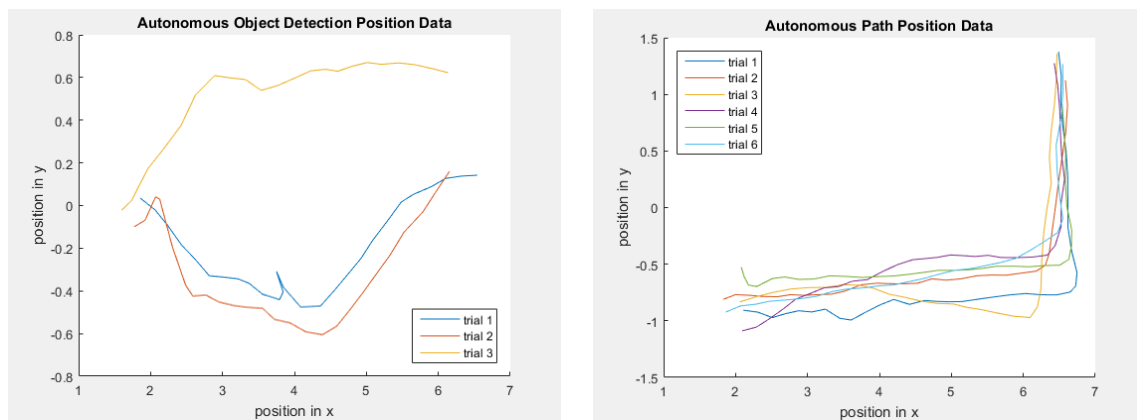 Autonomous Object Detection Position Data
0.8
0.6
0.4
0.2
0
-0.2
-0.4
-0.6
-0.8
position in y
1 2 3 4 5 6 7
position in x
trial 1
trial 2
trial 3
Autonomous Path Position Data
1.5
1
0.5
0
-0.5
-1
-1.5
position in y
1 2 3 4 5 6 7
position in x
trial 1
trial 2
trial 3
trial 4
trial 5
trial 6